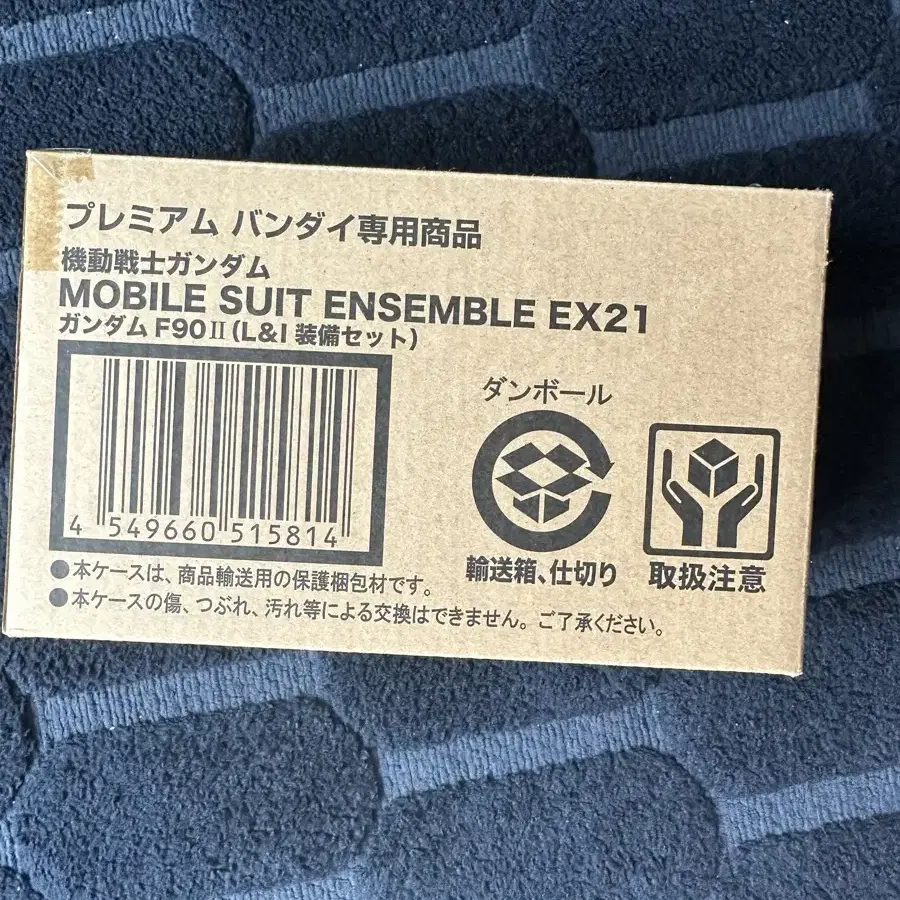 プレミアム バンダイ専用商品
機動戦士ガンダム
MOBILE SUIT ENSEMBLE EX21
ガンダム F90Ⅱ(L&I 装備セット)
4 549660 515814
ダンボール
輸送箱、仕切り
取扱注意
●本ケースは、商品輸送用の保護梱包材です。
●本ケースの傷、つぶれ、汚れ等による交換はできません。ご了承ください。